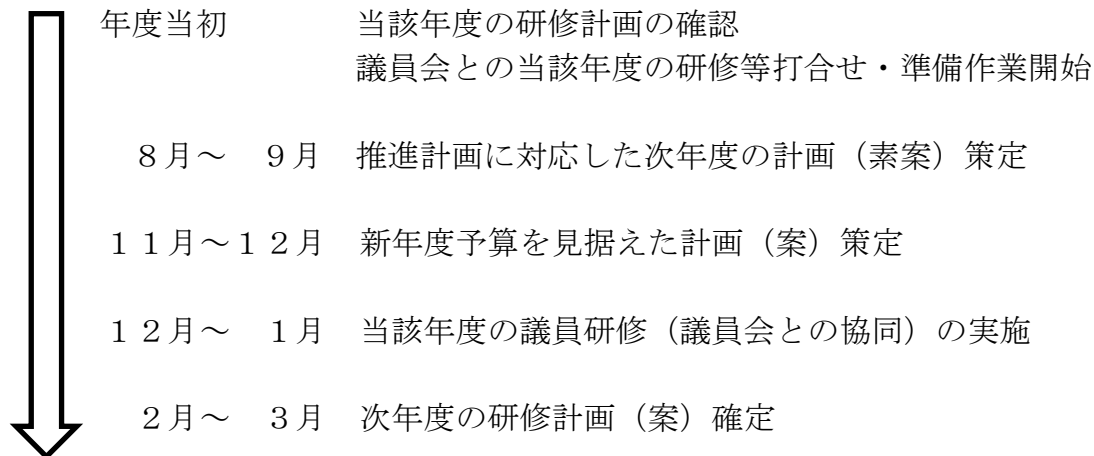 年度当初　　　当該年度の研修計画の確認
議員会との当該年度の研修等打合せ・準備作業開始
８月～　９月　推進計画に対応した次年度の計画（素案）策定
１１月～１２月　新年度予算を見据えた計画（案）策定
１２月～　１月　当該年度の議員研修（議員会との協同）の実施
２月～　３月　次年度の研修計画（案）確定